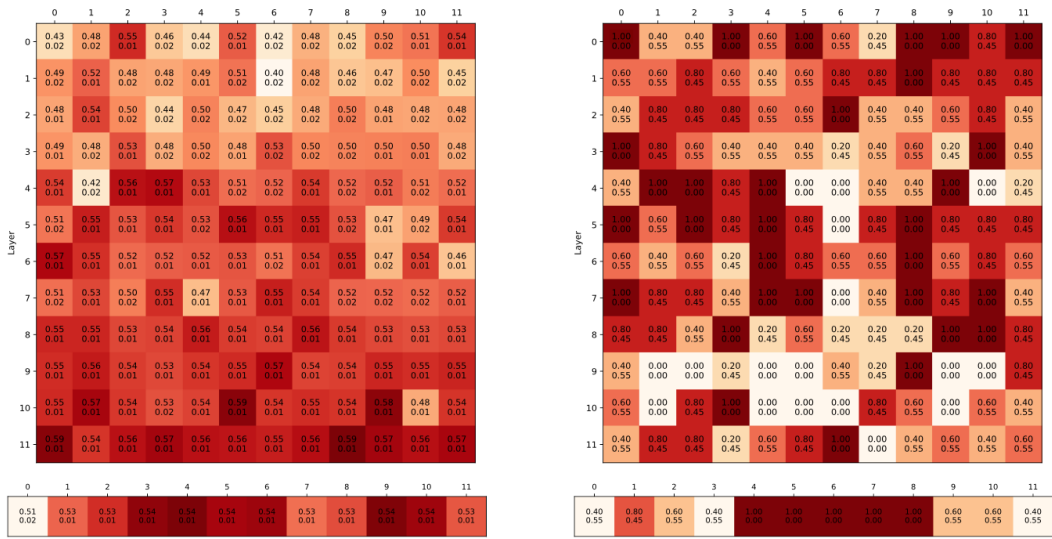 0 1 2 3 4 5 6 7 8 9 10 11
Layer
0 0.43 0.48 0.55 0.46 0.44 0.52 0.42 0.48 0.45 0.50 0.51 0.54
0.02 0.02 0.01 0.02 0.02 0.01 0.02 0.02 0.02 0.02 0.01 0.01
1 0.49 0.52 0.48 0.48 0.49 0.51 0.40 0.48 0.46 0.47 0.50 0.45
0.02 0.01 0.02 0.02 0.01 0.02 0.02 0.02 0.02 0.02 0.02 0.02
2 0.48 0.54 0.50 0.44 0.50 0.47 0.45 0.48 0.50 0.48 0.48 0.48
0.01 0.01 0.02 0.02 0.02 0.02 0.02 0.02 0.02 0.02 0.02 0.02
3 0.49 0.48 0.53 0.48 0.50 0.48 0.53 0.50 0.50 0.50 0.50 0.48
0.01 0.02 0.01 0.02 0.02 0.01 0.02 0.02 0.02 0.02 0.02 0.02
4 0.54 0.42 0.56 0.57 0.53 0.51 0.52 0.54 0.52 0.51 0.52 0.52
0.01 0.02 0.01 0.01 0.01 0.02 0.02 0.01 0.02 0.02 0.01 0.01
5 0.51 0.55 0.53 0.54 0.53 0.56 0.55 0.55 0.53 0.47 0.49 0.54
0.02 0.01 0.02 0.01 0.02 0.01 0.01 0.01 0.02 0.01 0.02 0.01
6 0.57 0.55 0.52 0.52 0.52 0.53 0.51 0.54 0.55 0.47 0.54 0.46
0.01 0.01 0.01 0.01 0.01 0.01 0.02 0.01 0.01 0.02 0.01 0.01
7 0.51 0.53 0.50 0.55 0.47 0.53 0.55 0.54 0.52 0.52 0.52 0.52
0.02 0.01 0.02 0.01 0.01 0.01 0.01 0.01 0.02 0.02 0.02 0.01
8 0.55 0.55 0.53 0.54 0.56 0.54 0.54 0.56 0.54 0.53 0.53 0.53
0.01 0.01 0.01 0.01 0.01 0.01 0.01 0.01 0.01 0.01 0.01 0.01
9 0.55 0.56 0.54 0.53 0.54 0.55 0.57 0.54 0.54 0.55 0.54 0.55
0.01 0.01 0.01 0.01 0.01 0.01 0.01 0.01 0.01 0.01 0.01 0.01
10 0.55 0.57 0.54 0.53 0.54 0.59 0.54 0.54 0.53 0.58 0.48 0.54
0.01 0.01 0.01 0.02 0.01 0.01 0.01 0.01 0.01 0.01 0.01 0.01
11 0.59 0.54 0.56 0.57 0.56 0.56 0.55 0.56 0.59 0.57 0.56 0.57
0.01 0.01 0.01 0.01 0.01 0.01 0.01 0.01 0.01 0.01 0.01 0.01
0 1 2 3 4 5 6 7 8 9 10 11
0.51 0.53 0.53 0.54 0.54 0.54 0.54 0.53 0.53 0.54 0.54 0.53
0.02 0.01 0.01 0.01 0.01 0.01 0.01 0.01 0.01 0.01 0.01 0.01
0 1 2 3 4 5 6 7 8 9 10 11
0 1.00 0.40 0.40 1.00 0.60 1.00 0.60 0.20 1.00 1.00 0.80 1.00
0.00 0.55 0.55 0.00 0.55 0.00 0.55 0.45 0.00 0.00 0.45 0.00
1 0.60 0.60 0.80 0.60 0.40 0.60 0.80 0.80 1.00 0.80 0.80 0.80
0.55 0.55 0.45 0.55 0.55 0.55 0.45 0.45 0.00 0.45 0.45 0.45
2 0.40 0.80 0.80 0.80 0.60 0.60 1.00 0.40 0.40 0.60 0.80 0.40
0.55 0.45 0.45 0.45 0.55 0.55 0.00 0.55 0.55 0.55 0.45 0.55
3 1.00 0.80 0.60 0.40 0.40 0.40 0.20 0.40 0.60 0.20 1.00 0.40
0.00 0.45 0.55 0.55 0.55 0.55 0.45 0.55 0.55 0.45 0.00 0.55
4 0.40 1.00 1.00 0.80 1.00 0.00 0.00 0.40 0.40 1.00 0.00 0.20
0.55 0.00 0.00 0.45 0.00 0.00 0.00 0.55 0.55 0.00 0.00 0.45
5 1.00 0.60 1.00 0.80 1.00 0.80 0.00 0.80 1.00 0.80 0.80 0.80
0.00 0.55 0.00 0.45 0.00 0.45 0.00 0.45 0.00 0.45 0.45 0.45
6 0.60 0.40 0.60 0.20 1.00 0.80 0.60 0.60 1.00 0.80 0.80 0.60
0.55 0.55 0.55 0.45 0.00 0.45 0.55 0.55 0.00 0.45 0.45 0.55
7 1.00 0.80 0.80 0.40 1.00 1.00 0.00 0.40 1.00 0.80 1.00 0.40
0.00 0.45 0.45 0.55 0.00 0.00 0.00 0.55 0.00 0.45 0.00 0.55
8 0.80 0.80 0.40 1.00 0.20 0.60 0.20 0.20 0.20 1.00 1.00 0.80
0.45 0.45 0.55 0.00 0.45 0.55 0.45 0.45 0.45 0.00 0.00 0.45
9 0.40 0.00 0.00 0.20 0.00 0.00 0.40 0.20 1.00 0.00 0.00 0.80
0.55 0.00 0.00 0.45 0.00 0.00 0.55 0.45 0.00 0.00 0.00 0.45
10 0.60 0.00 0.80 1.00 0.00 0.00 0.00 0.80 0.60 0.00 0.60 0.40
0.55 0.00 0.45 0.00 0.00 0.00 0.00 0.45 0.55 0.00 0.55 0.55
11 0.40 0.80 0.80 0.20 0.60 0.80 1.00 0.00 0.40 0.60 0.40 0.60
0.55 0.45 0.45 0.45 0.55 0.45 0.00 0.00 0.55 0.55 0.55 0.55
0 1 2 3 4 5 6 7 8 9 10 11
0.40 0.80 0.60 0.40 1.00 1.00 1.00 1.00 1.00 0.60 0.60 0.40
0.55 0.45 0.55 0.55 0.00 0.00 0.00 0.00 0.00 0.55 0.55 0.55